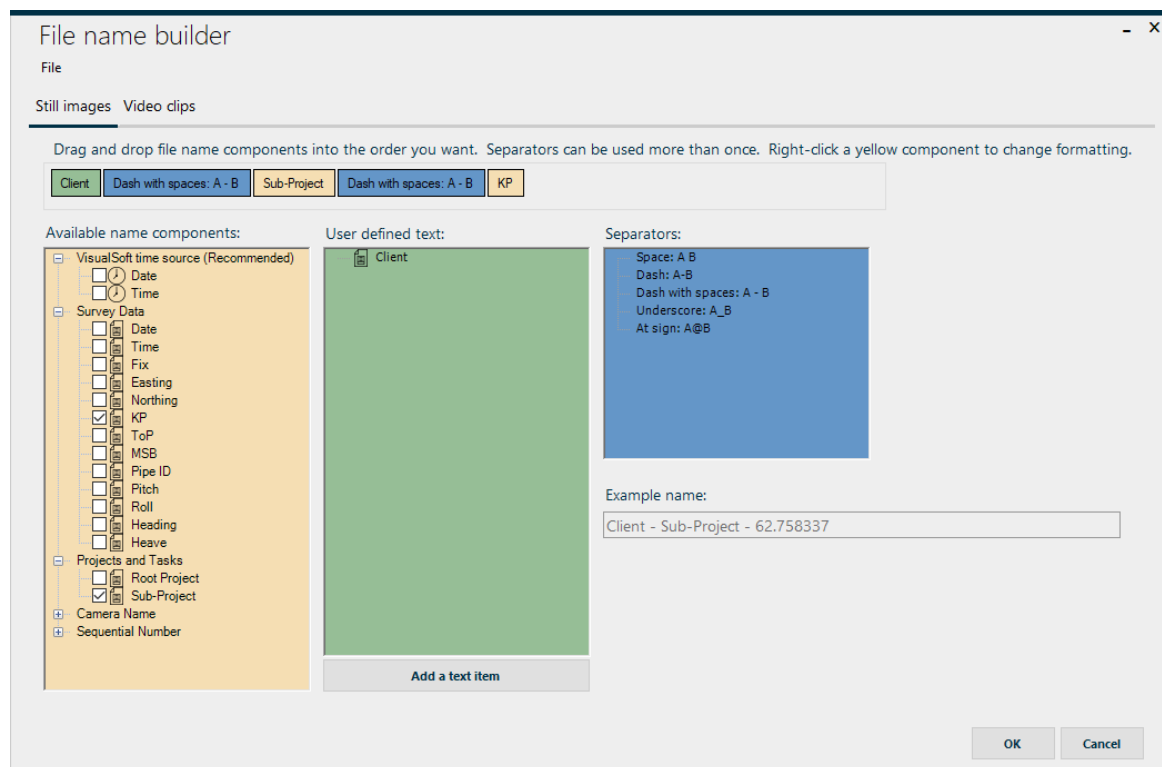 File name builder
File
Still images Video clips
Drag and drop file name components into the order you want. Separators can be used more than once. Right-click a yellow component to change formatting.
Client Dash with spaces: A - B Sub-Project Dash with spaces: A - B KP
Available name components:
VisualSoft time source (Recommended)
Date
Time
Survey Data
Date
Time
Fix
Easting
Northing
KP
ToP
MSB
Pipe ID
Pitch
Roll
Heading
Heave
Projects and Tasks
Root Project
Sub-Project
Camera Name
Sequential Number
User defined text:
Client
Add a text item
Separators:
Space: A B
Dash: A-B
Dash with spaces: A - B
Underscore: A_B
At sign: A@B
Example name:
Client - Sub-Project - 62.758337
OK Cancel